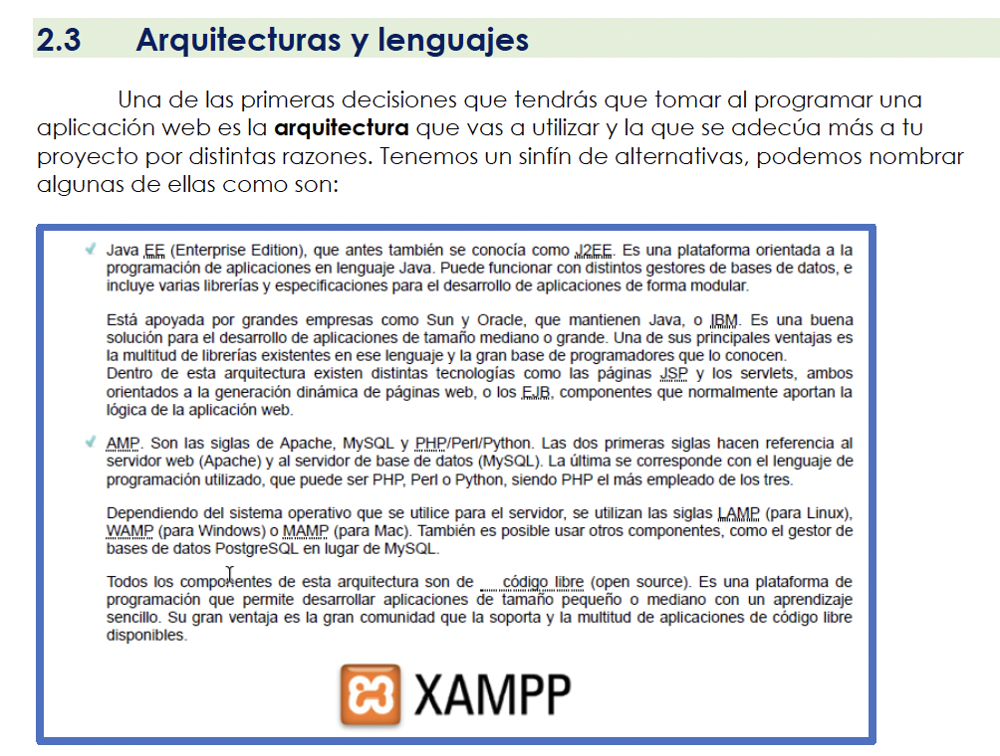 2.3 Arquitecturas y lenguajes
Una de las primeras decisiones que tendrás que tomar al programar una
aplicación web es la arquitectura que vas a utilizar y la que se adecúa más a tu
proyecto por distintas razones. Tenemos un sinfín de alternativas, podemos nombrar
algunas de ellas como son:
Java EE (Enterprise Edition), que antes también se conocía como J2EE. Es una plataforma orientada a la
programación de aplicaciones en lenguaje Java. Puede funcionar con distintos gestores de bases de datos, e
incluye varias librerías y especificaciones para el desarrollo de aplicaciones de forma modular.
Está apoyada por grandes empresas como Sun y Oracle, que mantienen Java, o IBM. Es una buena
solución para el desarrollo de aplicaciones de tamaño mediano o grande. Una de sus principales ventajas es
la multitud de librerías existentes en ese lenguaje y la gran base de programadores que lo conocen.
Dentro de esta arquitectura existen distintas tecnologías como las páginas JSP y los servlets, ambos
orientados a la generación dinámica de páginas web, o los EJB, componentes que normalmente aportan la
lógica de la aplicación web.
AMP. Son las siglas de Apache, MySQL y PHP/Perl/Python. Las dos primeras siglas hacen referencia al
servidor web (Apache) y al servidor de base de datos (MySQL). La última se corresponde con el lenguaje de
programación utilizado, que puede ser PHP, Perl o Python, siendo PHP el más empleado de los tres.
Dependiendo del sistema operativo que se utilice para el servidor, se utilizan las siglas LAMP (para Linux),
WAMP (para Windows) o MAMP (para Mac). También es posible usar otros componentes, como el gestor de
bases de datos PostgreSQL en lugar de MySQL.
Todos los componentes de esta arquitectura son de código libre (open source). Es una plataforma de
programación que permite desarrollar aplicaciones de tamaño pequeño o mediano con un aprendizaje
sencillo. Su gran ventaja es la gran comunidad que la soporta y la multitud de aplicaciones de código libre
disponibles.
XAMPP